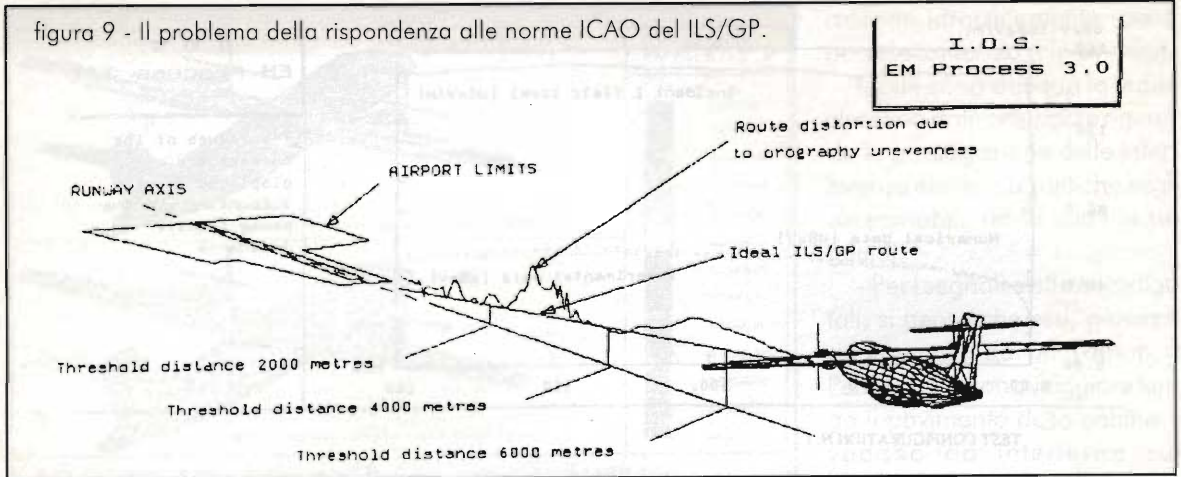 figura 9 - Il problema della rispondenza alle norme ICAO del ILS/GP.
I.D.S.
EM Process 3.0
Route distortion due
to orography unevenness
AIRPORT LIMITS
RUNWAY AXIS
Ideal ILS/GP route
Threshold distance 2000 metres
Threshold distance 4000 metres
Threshold distance 6000 metres